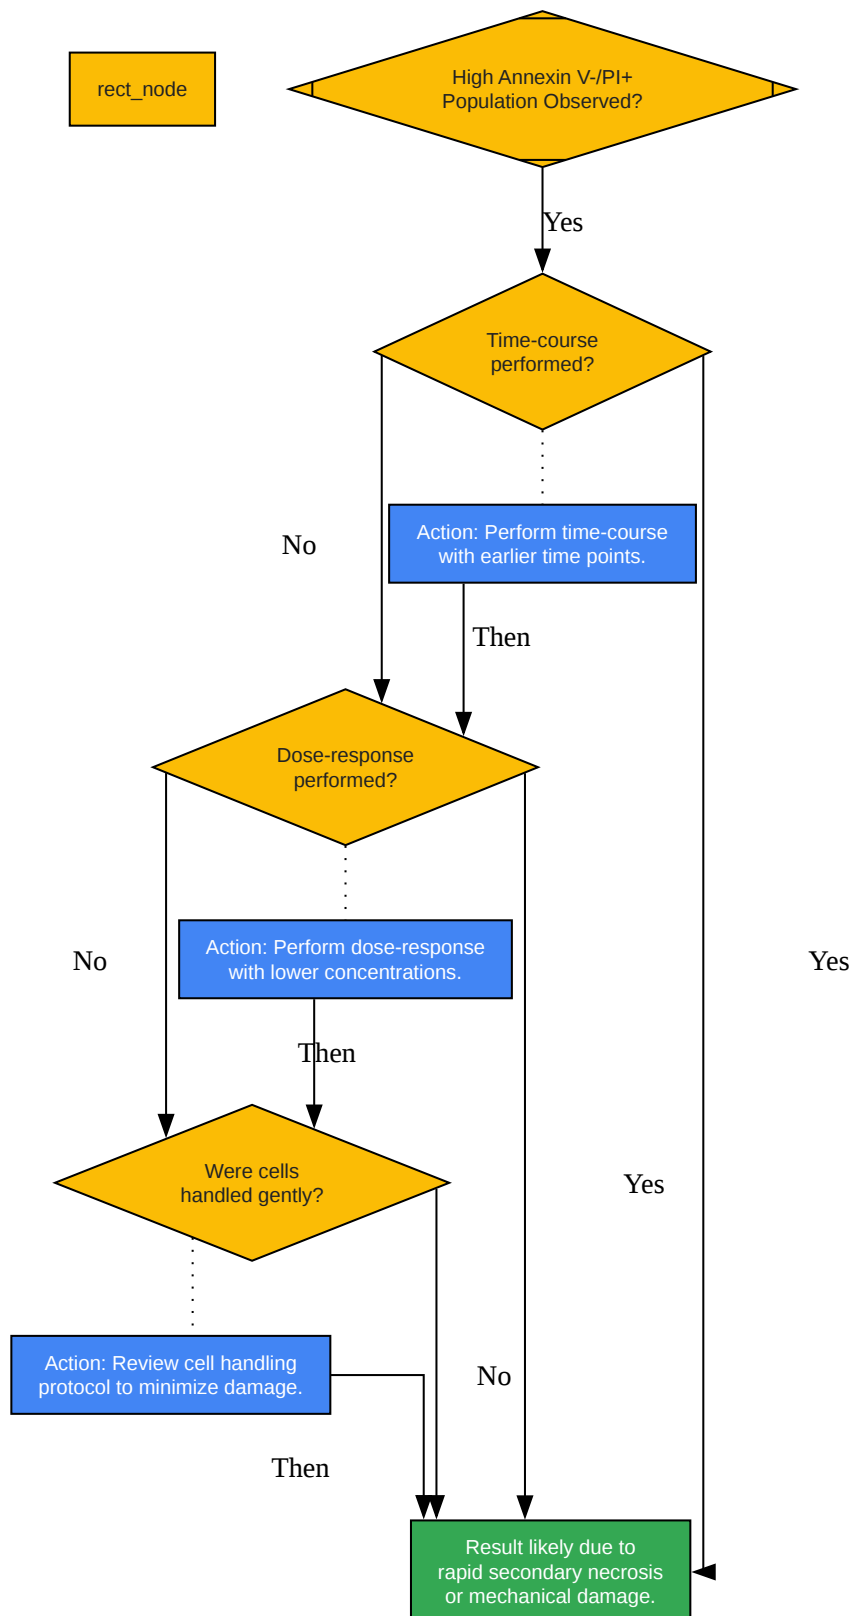 rect_node
High Annexin V-/PI+
Population Observed?
Yes
Time-course
performed?
Action: Perform time-course
with earlier time points.
No
Then
Dose-response
performed?
Action: Perform dose-response
with lower concentrations.
No
Yes
Then
Were cells
handled gently?
Yes
Action: Review cell handling
protocol to minimize damage.
No
Then
Result likely due to
rapid secondary necrosis
or mechanical damage.